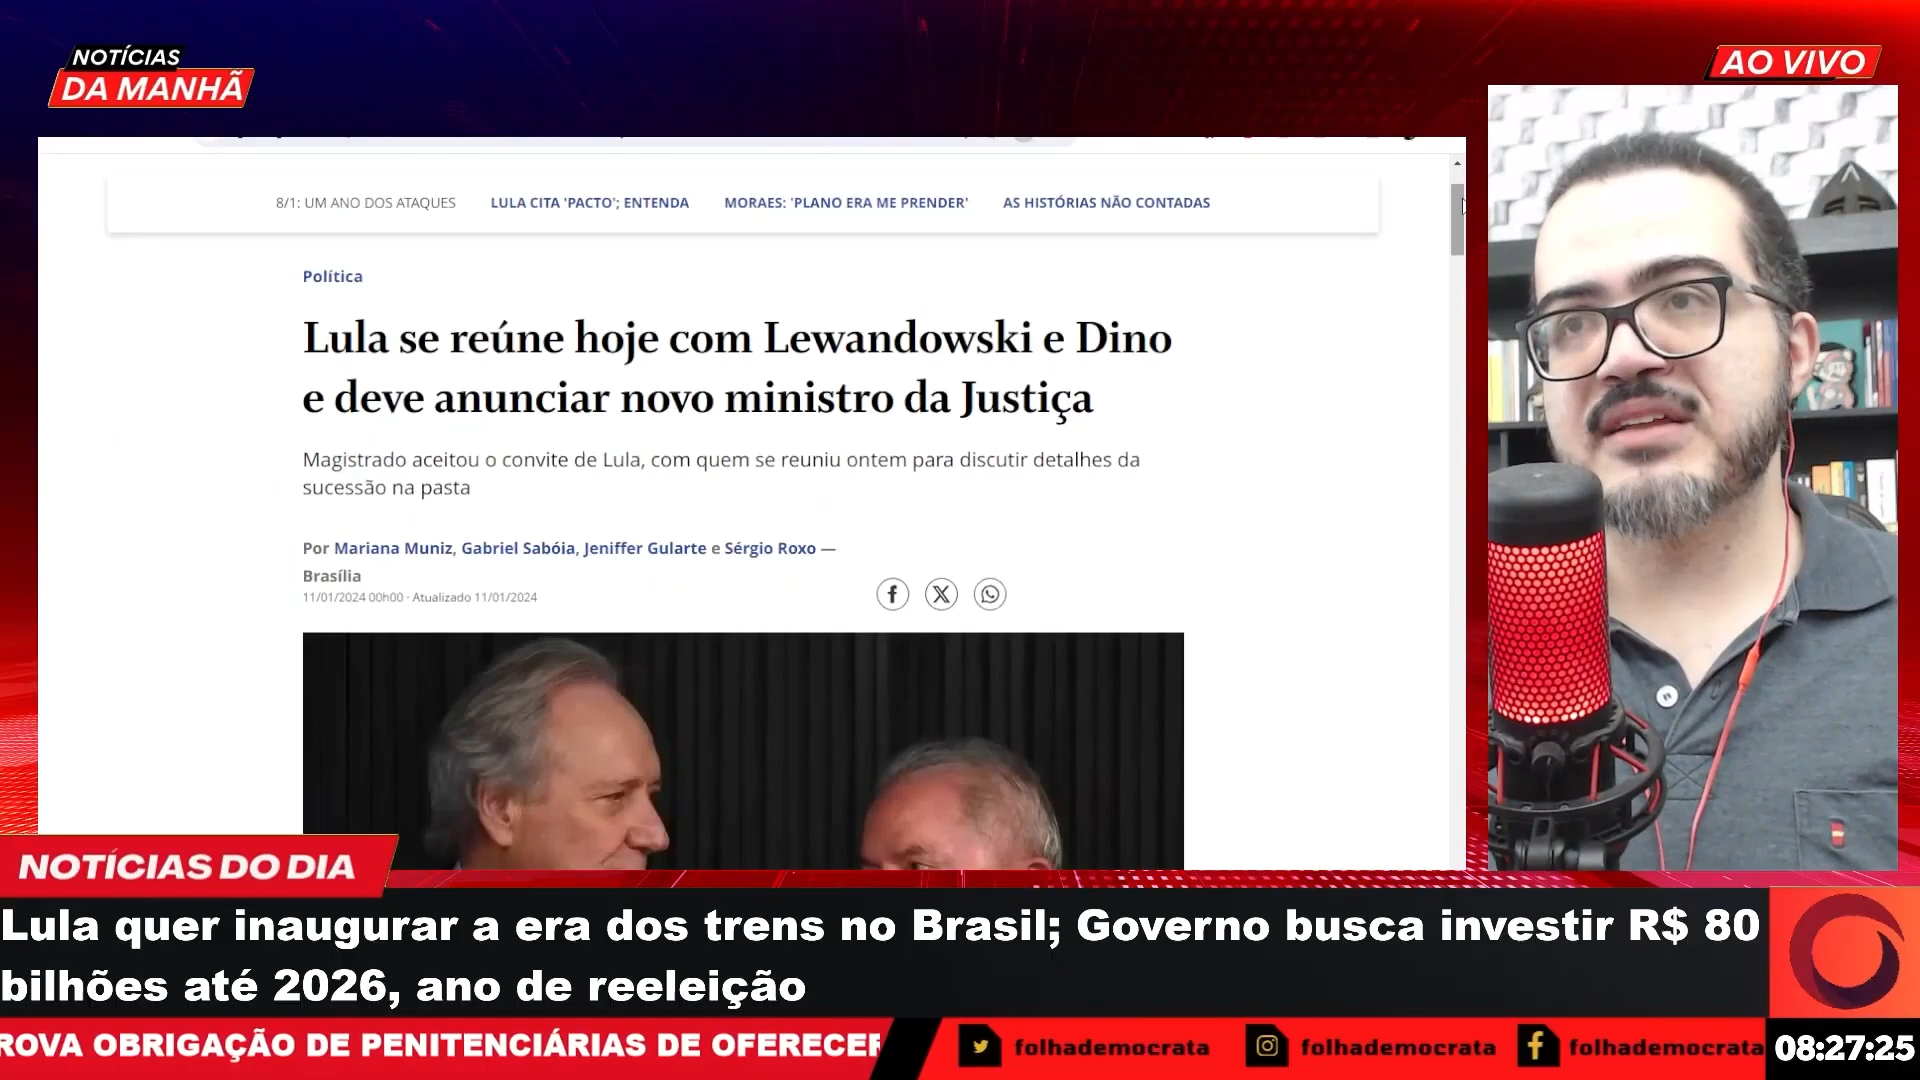 NOTÍCIAS
DA MANHÃ
AO VIVO
8/1: UM ANO DOS ATAQUES LULA CITA 'PACTO'; ENTENDA MORAES: 'PLANO ERA ME PRENDER' AS HISTÓRIAS NÃO CONTADAS
Política
Lula se reúne hoje com Lewandowski e Dino
e deve anunciar novo ministro da Justiça
Magistrado aceitou o convite de Lula, com quem se reuniu ontem para discutir detalhes da
sucessão na pasta
Por Mariana Muniz, Gabriel Sabóia, Jeniffer Gularte e Sérgio Roxo —
Brasília
11/01/2024 00h00 · Atualizado 11/01/2024
NOTÍCIAS DO DIA
Lula quer inaugurar a era dos trens no Brasil; Governo busca investir R$ 80
bilhões até 2026, ano de reeleição
ROVA OBRIGAÇÃO DE PENITENCIÁRIAS DE OFERECER
folhademocrata folhademocrata folhademocrata
08:27:25